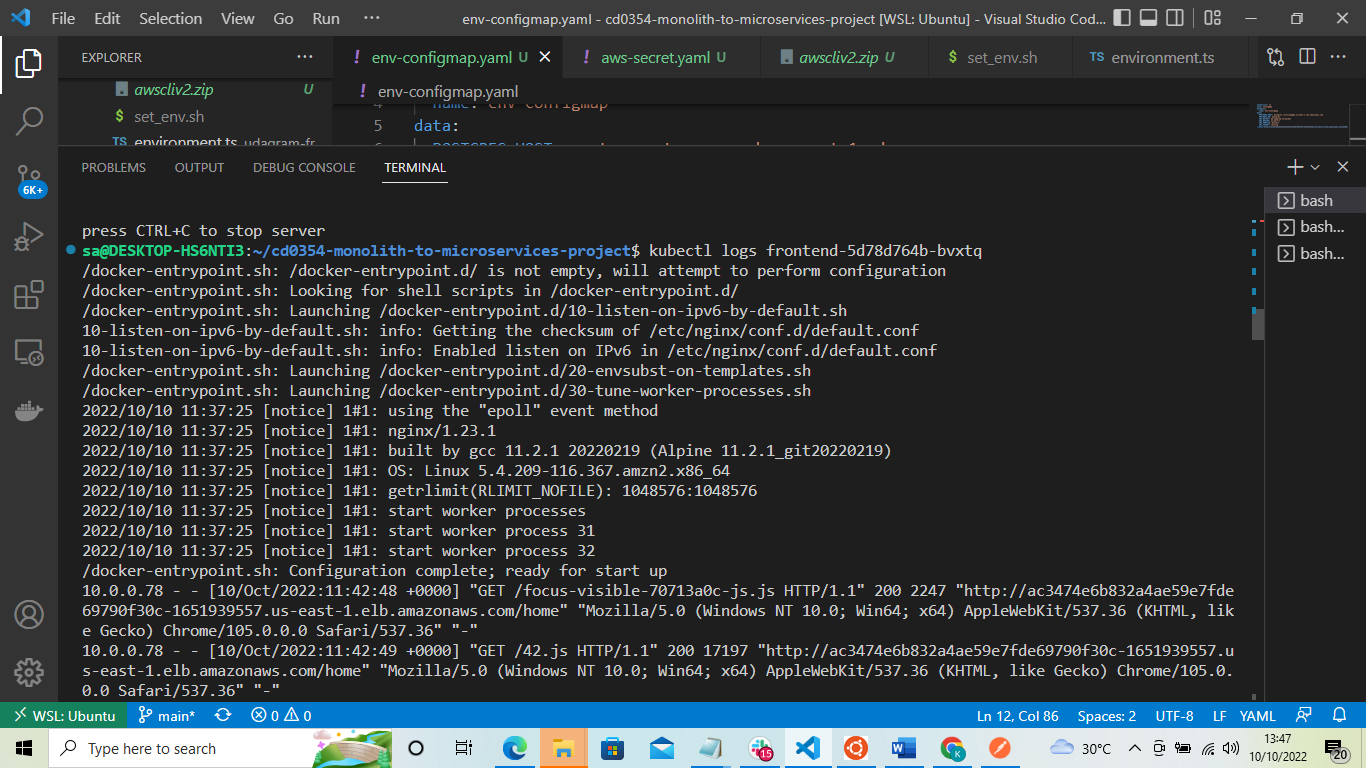 File Edit Selection View Go Run ··· env-configmap.yaml - cd0354-monolith-to-microservices-project [WSL: Ubuntu] - Visual Studio Cod...
EXPLORER ··· ! env-configmap.yaml U ! aws-secret.yaml U awscliv2.zip U $ set_env.sh TS environment.ts ···
awscliv2.zip U
! env-configmap.yaml
$ set_env.sh
4 name: env-configmap
5 data:
TS environment.ts udagram-fr
PROBLEMS OUTPUT DEBUG CONSOLE TERMINAL
press CTRL+C to stop server
sa@DESKTOP-HS6NTI3:~/cd0354-monolith-to-microservices-project$ kubectl logs frontend-5d78d764b-bvxtq
/docker-entrypoint.sh: /docker-entrypoint.d/ is not empty, will attempt to perform configuration
/docker-entrypoint.sh: Looking for shell scripts in /docker-entrypoint.d/
/docker-entrypoint.sh: Launching /docker-entrypoint.d/10-listen-on-ipv6-by-default.sh
10-listen-on-ipv6-by-default.sh: info: Getting the checksum of /etc/nginx/conf.d/default.conf
10-listen-on-ipv6-by-default.sh: info: Enabled listen on IPv6 in /etc/nginx/conf.d/default.conf
/docker-entrypoint.sh: Launching /docker-entrypoint.d/20-envsubst-on-templates.sh
/docker-entrypoint.sh: Launching /docker-entrypoint.d/30-tune-worker-processes.sh
2022/10/10 11:37:25 [notice] 1#1: using the "epoll" event method
2022/10/10 11:37:25 [notice] 1#1: nginx/1.23.1
2022/10/10 11:37:25 [notice] 1#1: built by gcc 11.2.1 20220219 (Alpine 11.2.1_git20220219)
2022/10/10 11:37:25 [notice] 1#1: OS: Linux 5.4.209-116.367.amzn2.x86_64
2022/10/10 11:37:25 [notice] 1#1: getrlimit(RLIMIT_NOFILE): 1048576:1048576
2022/10/10 11:37:25 [notice] 1#1: start worker processes
2022/10/10 11:37:25 [notice] 1#1: start worker process 31
2022/10/10 11:37:25 [notice] 1#1: start worker process 32
/docker-entrypoint.sh: Configuration complete; ready for start up
10.0.0.78 - - [10/Oct/2022:11:42:48 +0000] "GET /focus-visible-70713a0c-js.js HTTP/1.1" 200 2247 "http://ac3474e6b832a4ae59e7fde
69790f30c-1651939557.us-east-1.elb.amazonaws.com/home" "Mozilla/5.0 (Windows NT 10.0; Win64; x64) AppleWebKit/537.36 (KHTML, lik
e Gecko) Chrome/105.0.0.0 Safari/537.36" "-"
10.0.0.78 - - [10/Oct/2022:11:42:49 +0000] "GET /42.js HTTP/1.1" 200 17197 "http://ac3474e6b832a4ae59e7fde69790f30c-1651939557.u
s-east-1.elb.amazonaws.com/home" "Mozilla/5.0 (Windows NT 10.0; Win64; x64) AppleWebKit/537.36 (KHTML, like Gecko) Chrome/105.0.
0.0 Safari/537.36" "-"
bash
bash...
bash...
6K+
WSL: Ubuntu main* 0 0 Ln 12, Col 86 Spaces: 2 UTF-8 LF YAML
Type here to search 15 K 30°C 13:47
10/10/2022 20